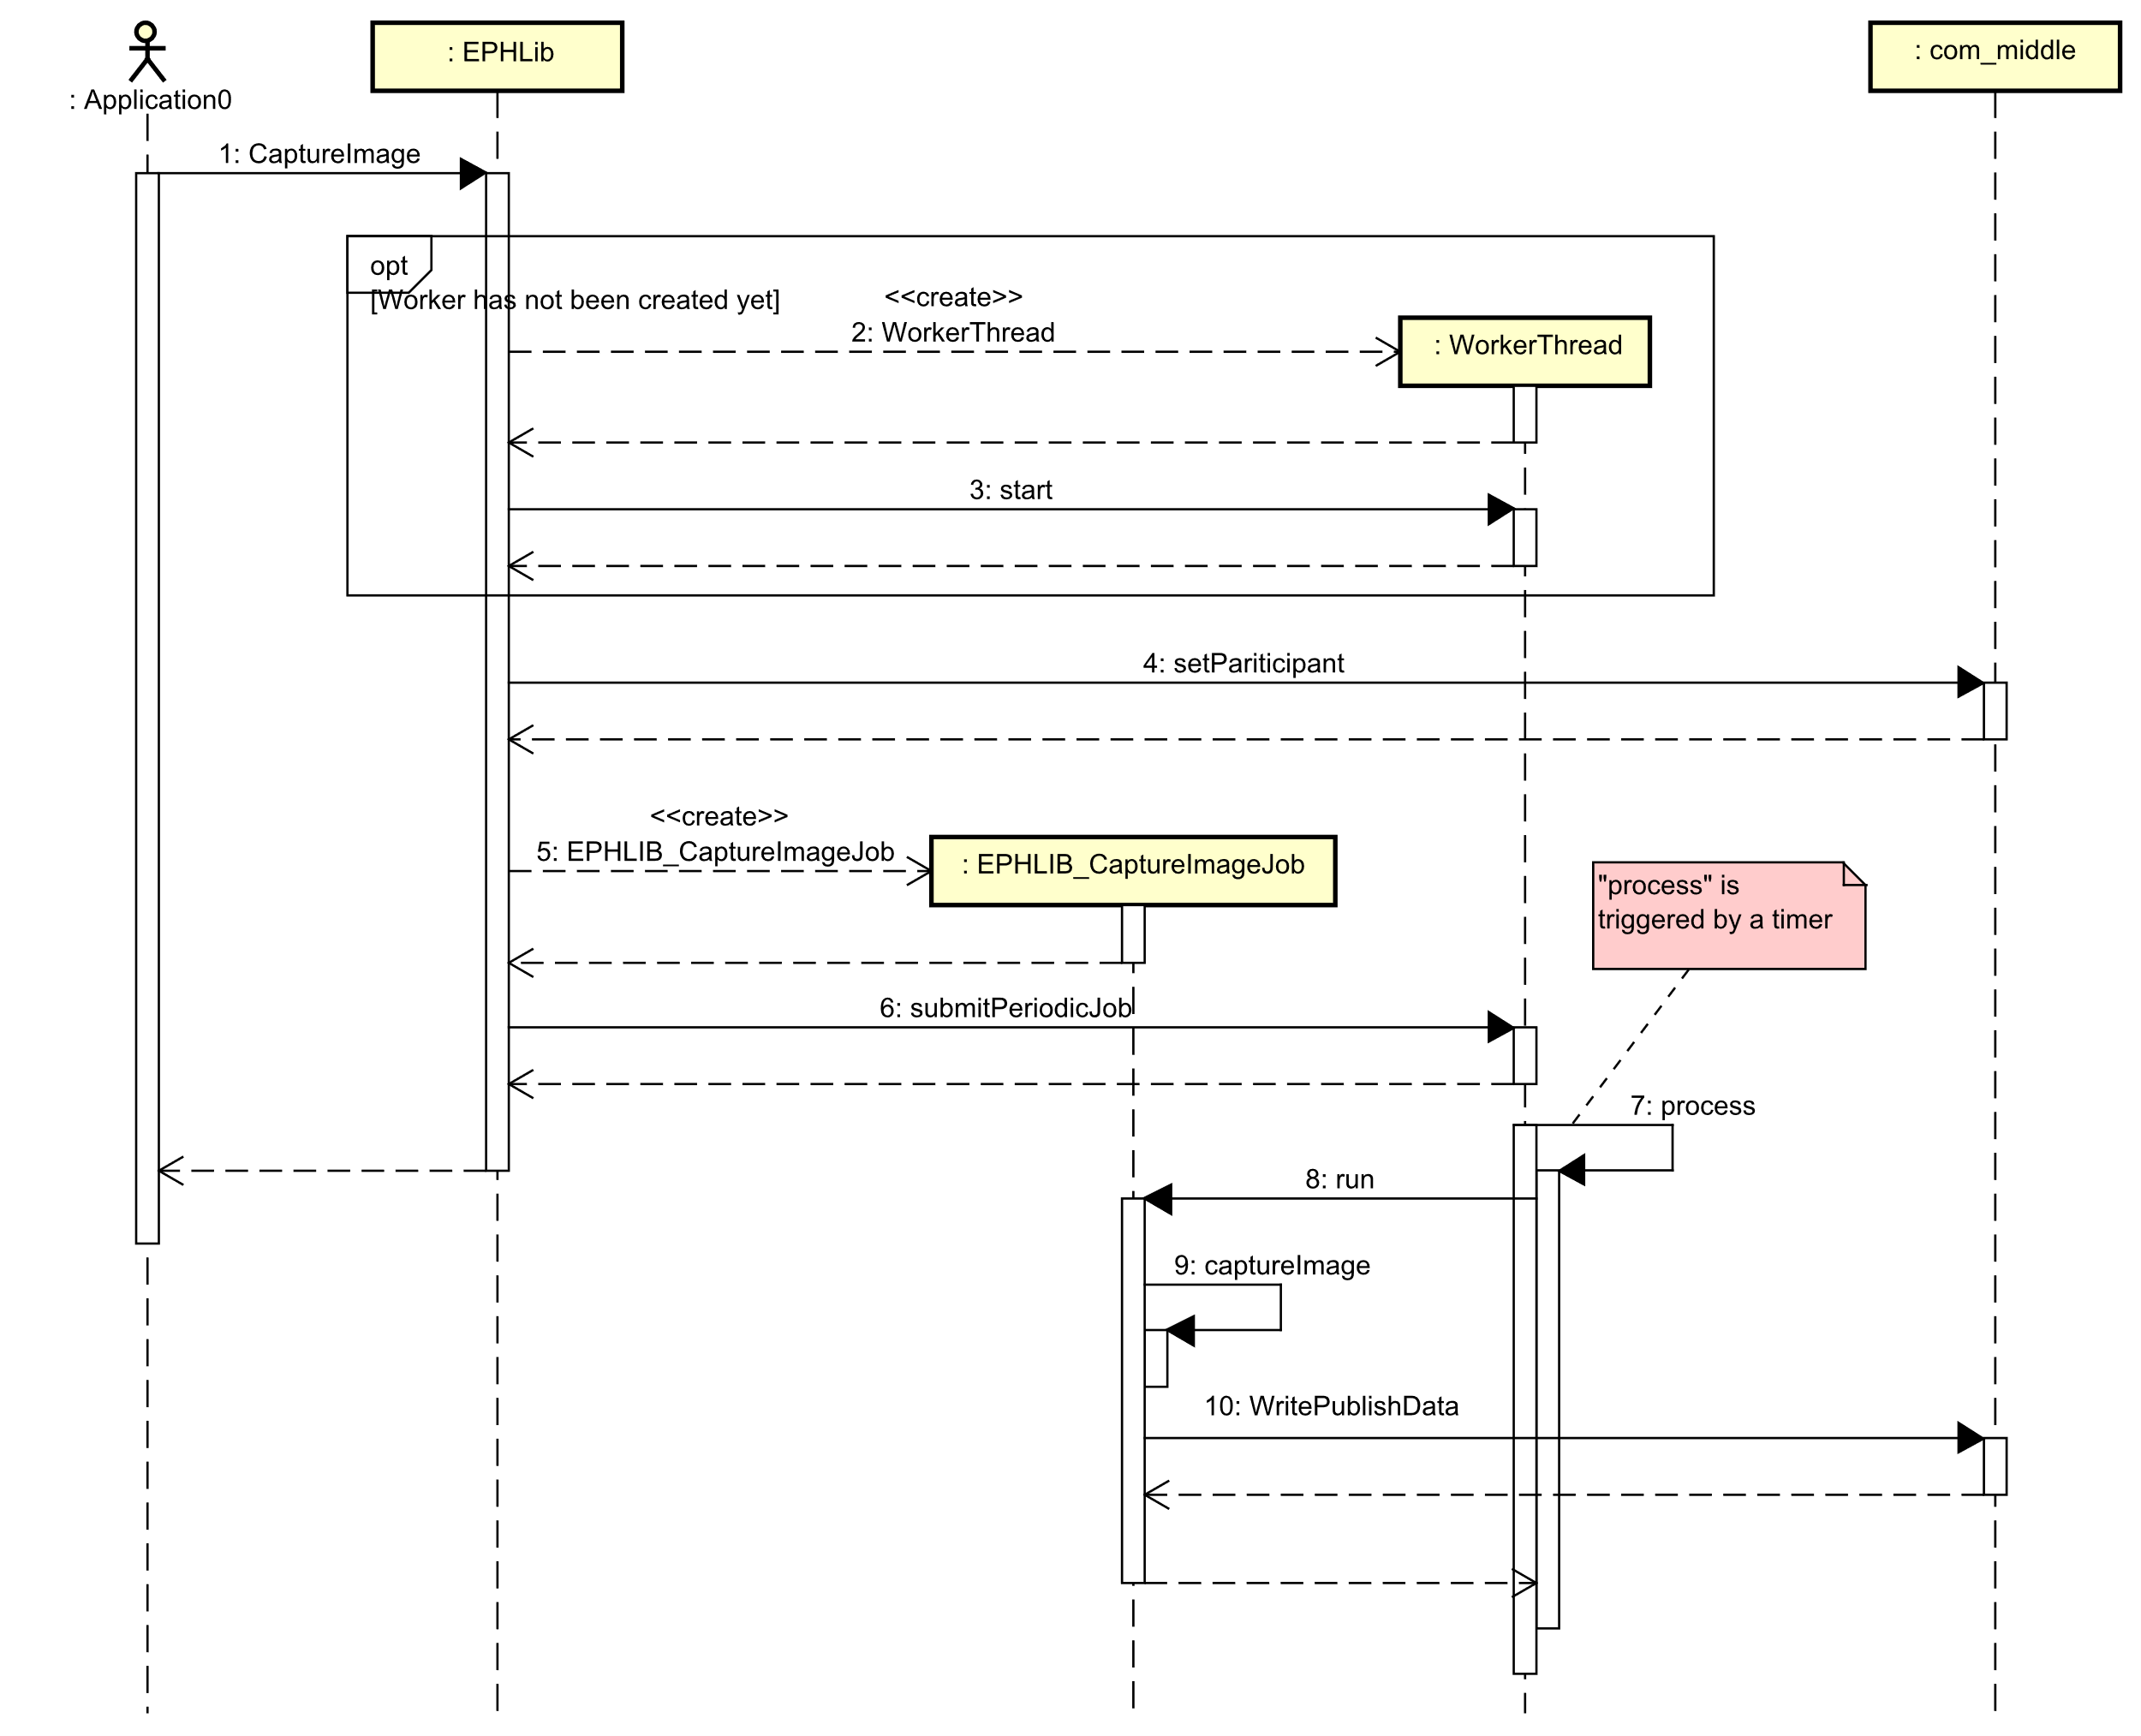 : Application0
: EPHLib
: com_middle
1: CaptureImage
opt
[Worker has not been created yet]
<<create>>
2: WorkerThread
: WorkerThread
3: start
4: setPariticipant
<<create>>
5: EPHLIB_CaptureImageJob
: EPHLIB_CaptureImageJob
"process" is
triggered by a timer
6: submitPeriodicJob
7: process
8: run
9: captureImage
10: WritePublishData